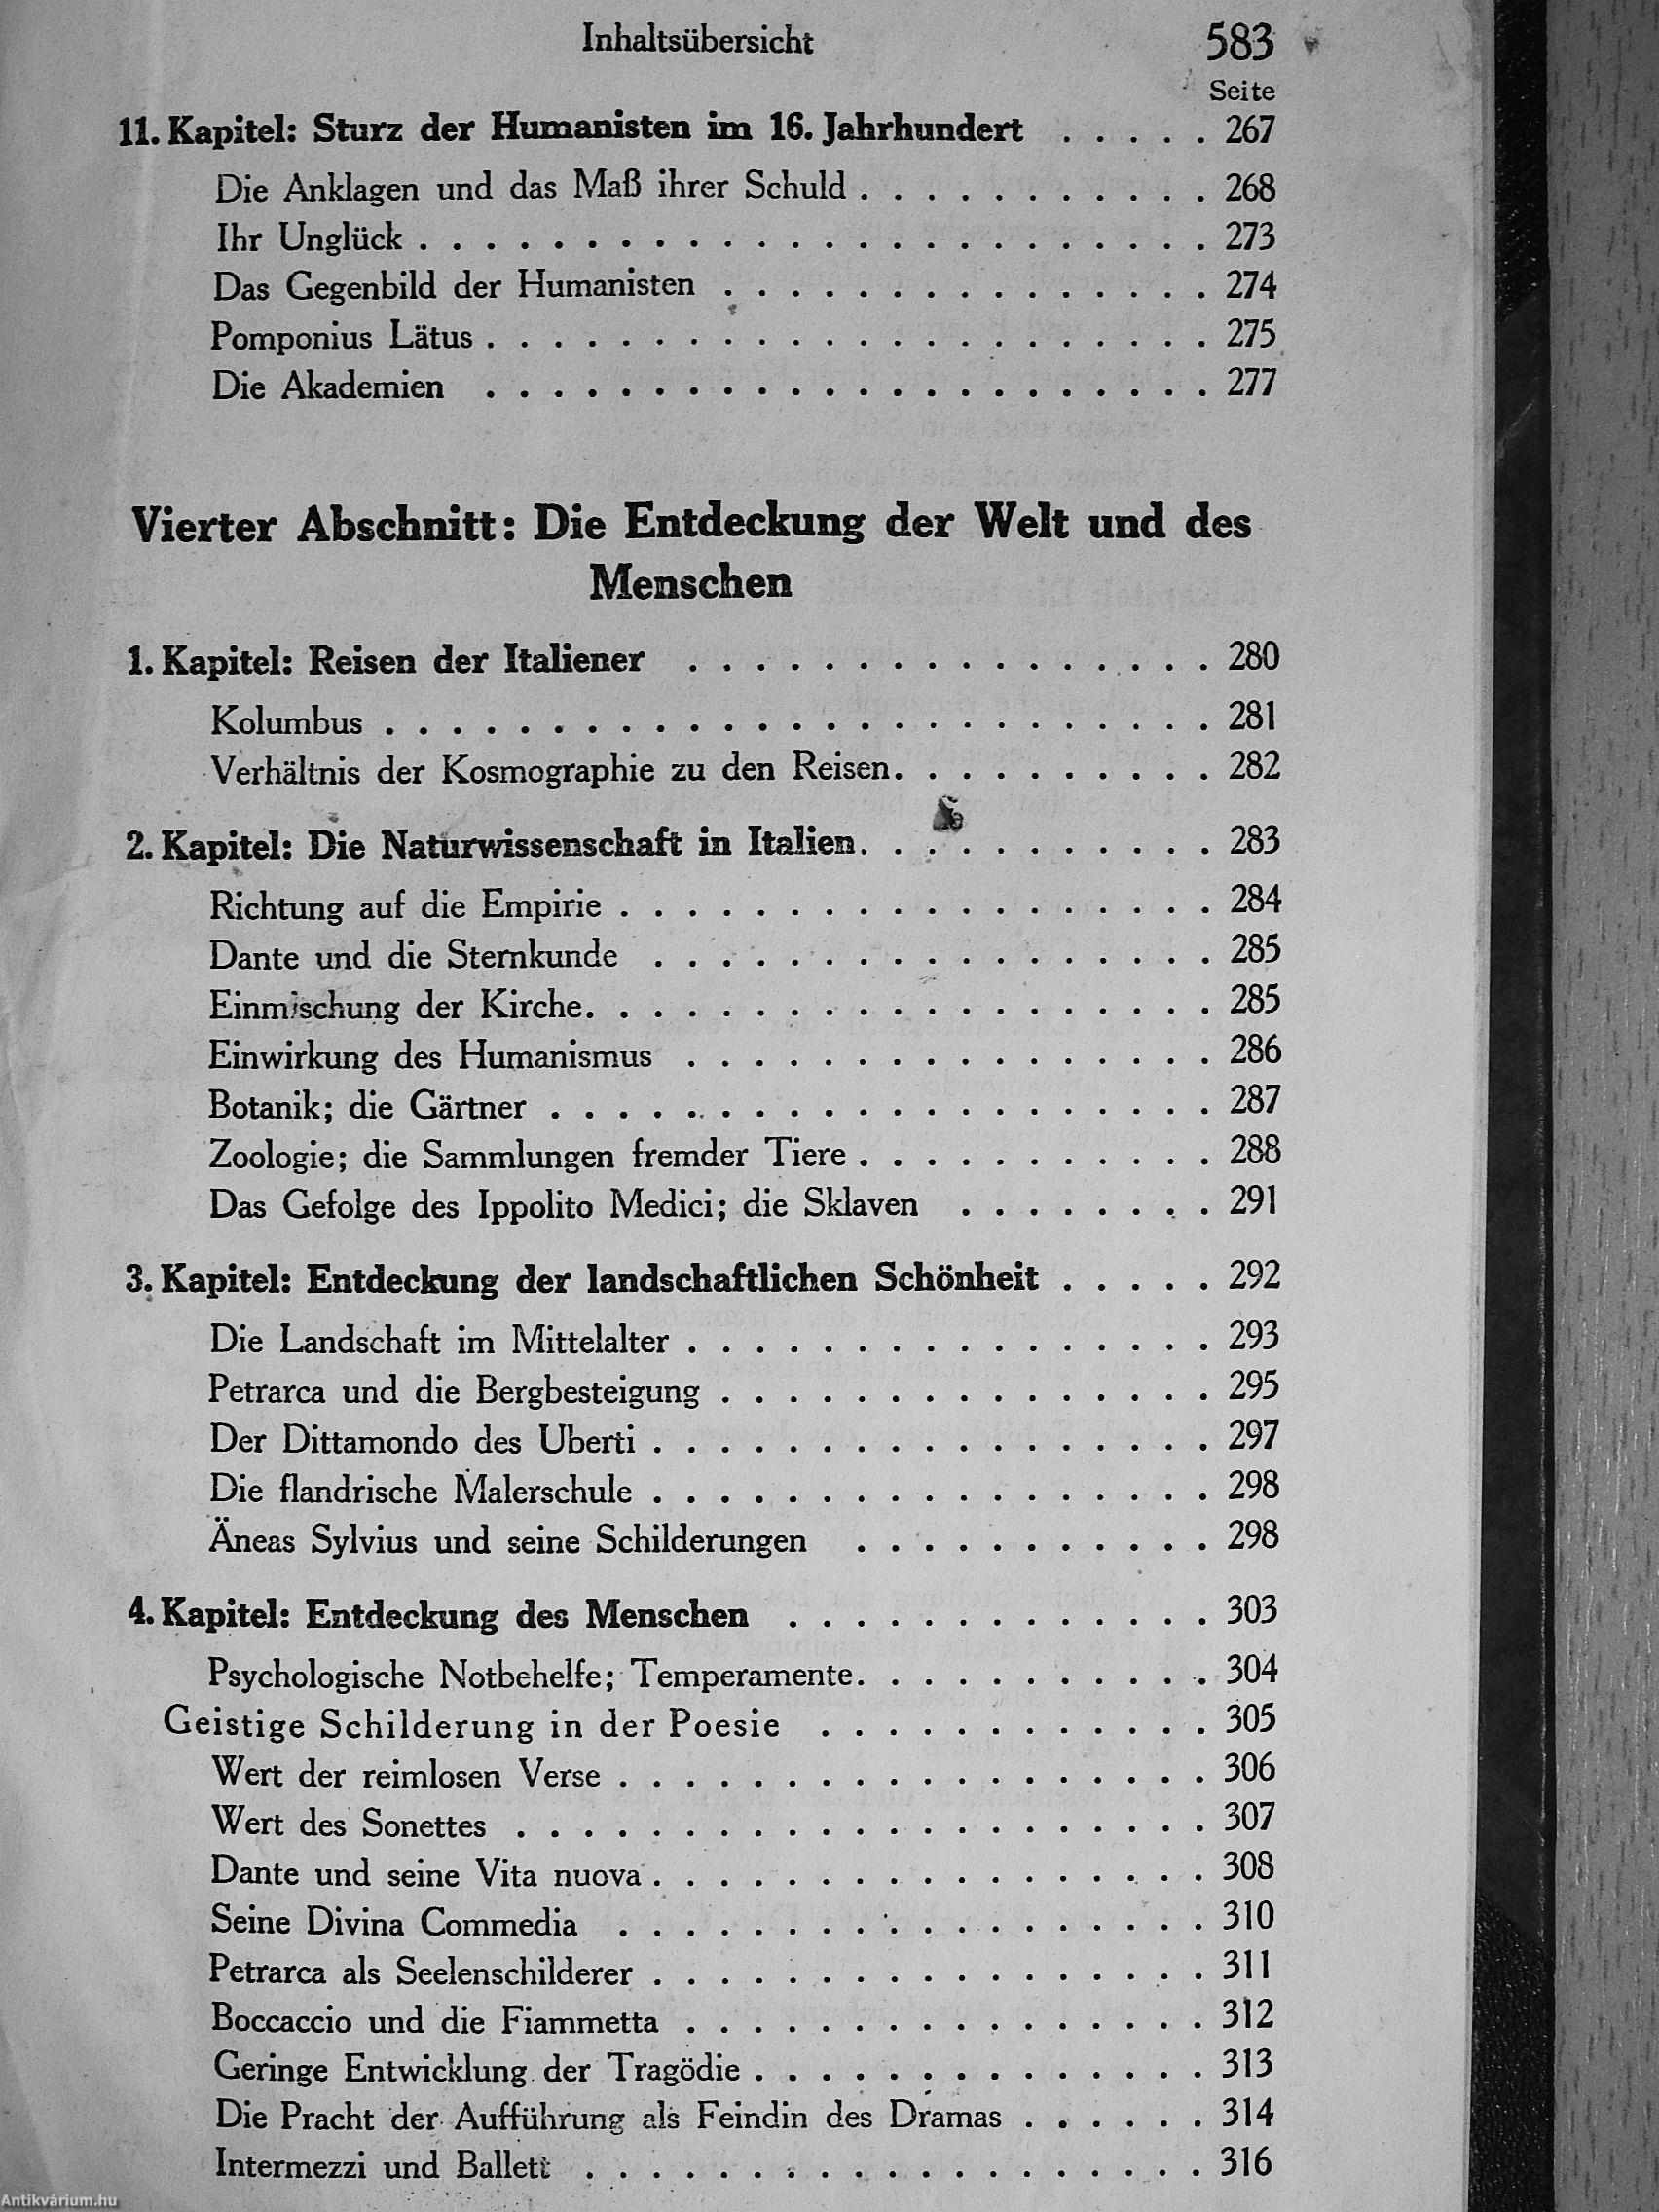 Inhaltsübersicht 583
Seite
11. Kapitel: Sturz der Humanisten im 16. Jahrhundert . . . . . 267
Die Anklagen und das Maß ihrer Schuld . . . . . . . . . . . 268
Ihr Unglück . . . . . . . . . . . . . . . . . . . . . . . . 273
Das Gegenbild der Humanisten . . . . . . . . . . . . . . . 274
Pomponius Lätus . . . . . . . . . . . . . . . . . . . . . . 275
Die Akademien . . . . . . . . . . . . . . . . . . . . . . 277
Vierter Abschnitt: Die Entdeckung der Welt und des
Menschen
1. Kapitel: Reisen der Italiener . . . . . . . . . . . . . . . . 280
Kolumbus . . . . . . . . . . . . . . . . . . . . . . . . . 281
Verhältnis der Kosmographie zu den Reisen . . . . . . . . . . 282
2. Kapitel: Die Naturwissenschaft in Italien . . . . . . . . . . . 283
Richtung auf die Empirie . . . . . . . . . . . . . . . . . . 284
Dante und die Sternkunde . . . . . . . . . . . . . . . . . 285
Einmischung der Kirche . . . . . . . . . . . . . . . . . . . 285
Einwirkung des Humanismus . . . . . . . . . . . . . . . . 286
Botanik; die Gärtner . . . . . . . . . . . . . . . . . . . . 287
Zoologie; die Sammlungen fremder Tiere . . . . . . . . . . . 288
Das Gefolge des Ippolito Medici; die Sklaven . . . . . . . . 291
3. Kapitel: Entdeckung der landschaftlichen Schönheit . . . . . 292
Die Landschaft im Mittelalter . . . . . . . . . . . . . . . . 293
Petrarca und die Bergbesteigung . . . . . . . . . . . . . . . 295
Der Dittamondo des Uberti . . . . . . . . . . . . . . . . . 297
Die flandrische Malerschule . . . . . . . . . . . . . . . . . 298
Äneas Sylvius und seine Schilderungen . . . . . . . . . . . 298
4. Kapitel: Entdeckung des Menschen . . . . . . . . . . . . . 303
Psychologische Notbehelfe; Temperamente . . . . . . . . . . . 304
Geistige Schilderung in der Poesie . . . . . . . . . . . . 305
Wert der reimlosen Verse . . . . . . . . . . . . . . . . . . 306
Wert des Sonettes . . . . . . . . . . . . . . . . . . . . . 307
Dante und seine Vita nuova . . . . . . . . . . . . . . . . . 308
Seine Divina Commedia . . . . . . . . . . . . . . . . . . 310
Petrarca als Seelenschilderer . . . . . . . . . . . . . . . . . 311
Boccaccio und die Fiammetta . . . . . . . . . . . . . . . . 312
Geringe Entwicklung der Tragödie . . . . . . . . . . . . . . 313
Die Pracht der Aufführung als Feindin des Dramas . . . . . . 314
Intermezzi und Ballett . . . . . . . . . . . . . . . . . . . 316
Antikvárium.hu